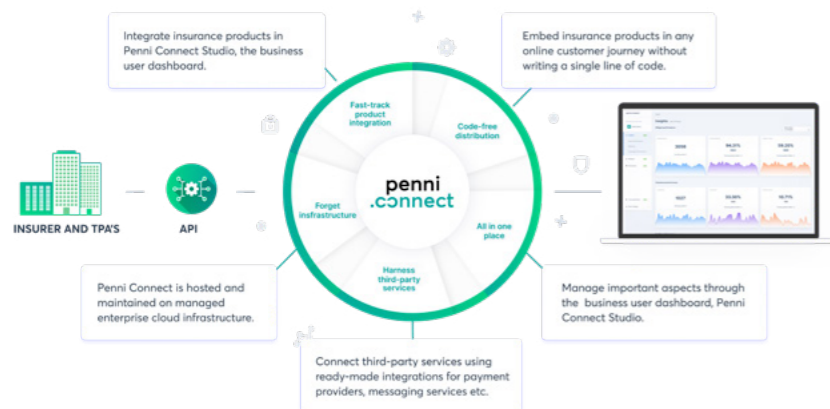 Integrate insurance products in
Penni Connect Studio, the business
user dashboard.
Embed insurance products in any
online customer journey without
writing a single line of code.
Fast-track
product
integration
Code-free
distribution
penni
.connect
Forget
insfrastructure
All in one
place
Harness
third-party
services
INSURER AND TPA'S
API
Penni Connect is hosted and
maintained on managed
enterprise cloud infrastructure.
Manage important aspects through
the business user dashboard, Penni
Connect Studio.
Connect third-party services using
ready-made integrations for payment
providers, messaging services etc.